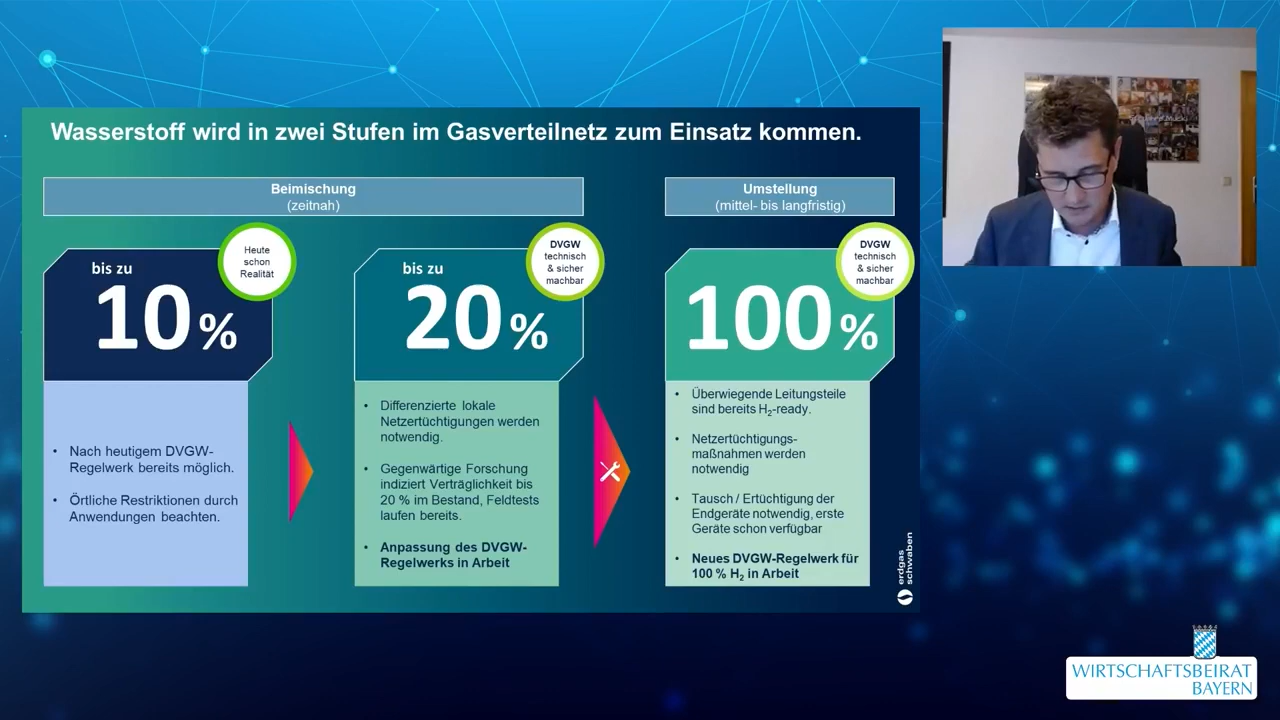 Wasserstoff wird in zwei Stufen im Gasverteilnetz zum Einsatz kommen.
Beimischung
(zeitnah)
Umstellung
(mittel- bis langfristig)
Heute
schon
Realität
bis zu
10 %
DVGW
technisch
& sicher
machbar
bis zu
20 %
DVGW
technisch
& sicher
machbar
100 %
• Nach heutigem DVGW-
Regelwerk bereits möglich.
• Örtliche Restriktionen durch
Anwendungen beachten.
• Differenzierte lokale
Netzertüchtigungen werden
notwendig.
• Gegenwärtige Forschung
indiziert Verträglichkeit bis
20 % im Bestand, Feldtests
laufen bereits.
• Anpassung des DVGW-
Regelwerks in Arbeit
• Überwiegende Leitungsteile
sind bereits H₂-ready.
• Netzertüchtigungs-
maßnahmen werden
notwendig
• Tausch / Ertüchtigung der
Endgeräte notwendig, erste
Geräte schon verfügbar
• Neues DVGW-Regelwerk für
100 % H₂ in Arbeit
erdgas
schwaben
WIRTSCHAFTSBEIRAT
BAYERN